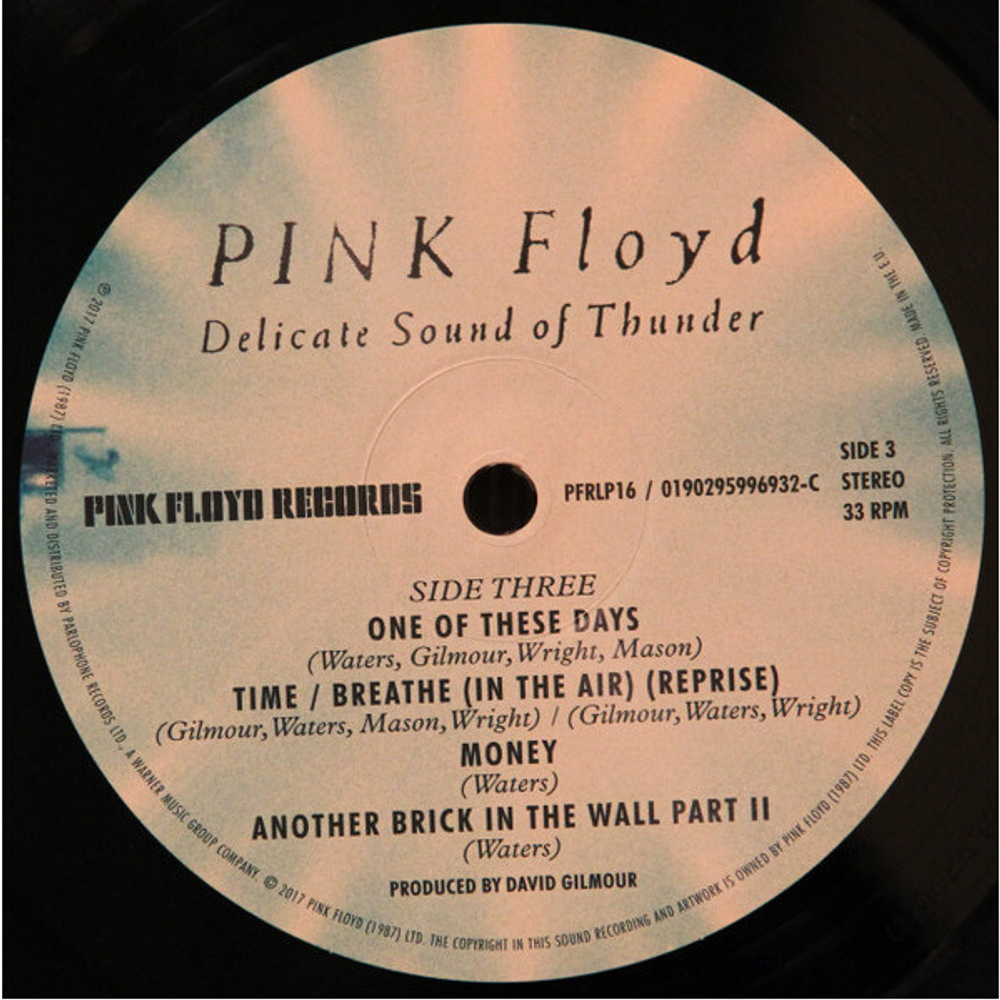 PINK Floyd
Delicate Sound of Thunder
PINK FLOYD RECORDS
PFRLP16 / 0190295996932-C
SIDE 3
STEREO
33 RPM
SIDE THREE
ONE OF THESE DAYS
(Waters, Gilmour, Wright, Mason)
TIME / BREATHE (IN THE AIR) (REPRISE)
(Gilmour, Waters, Mason, Wright) / (Gilmour, Waters, Wright)
MONEY
(Waters)
ANOTHER BRICK IN THE WALL PART II
(Waters)
PRODUCED BY DAVID GILMOUR
℗ 2017 PINK FLOYD (1987) LTD. MARKETED AND DISTRIBUTED BY PARLOPHONE RECORDS LTD., A WARNER MUSIC GROUP COMPANY. © 2017 PINK FLOYD (1987) LTD. THE COPYRIGHT IN THIS SOUND RECORDING AND ARTWORK IS OWNED BY PINK FLOYD (1987) LTD. THIS LABEL COPY IS THE SUBJECT OF COPYRIGHT PROTECTION. ALL RIGHTS RESERVED MADE IN THE E.U.